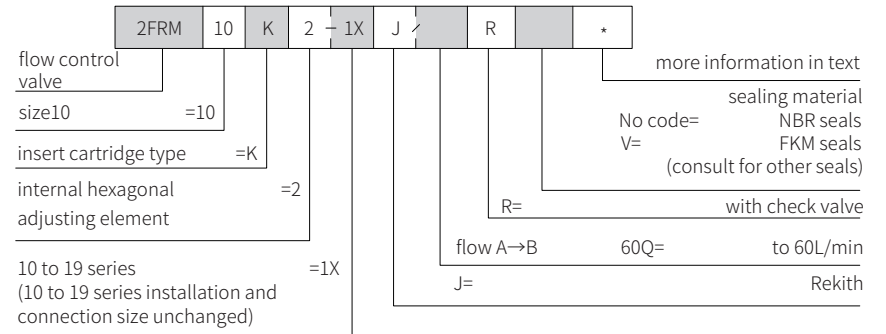 2FRM 10 K 2 - 1X J / R *
flow control
valve
size10 =10
insert cartridge type =K
internal hexagonal =2
adjusting element
10 to 19 series =1X
(10 to 19 series installation and
connection size unchanged)
more information in text
sealing material
No code= NBR seals
V= FKM seals
(consult for other seals)
R= with check valve
flow A→B 60Q= to 60L/min
J= Rekith